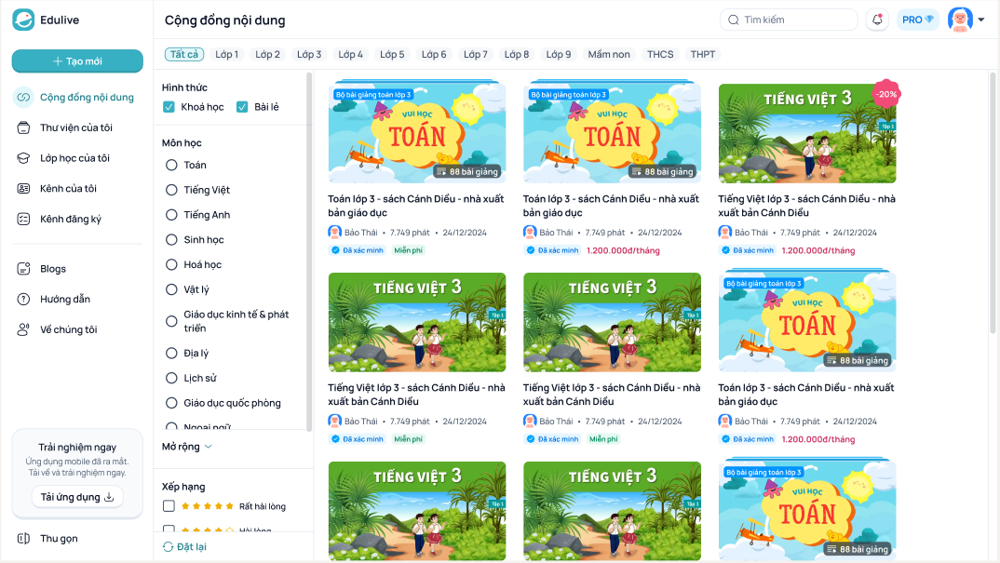 Edulive
Cộng đồng nội dung
Tìm kiếm
PRO
Tạo mới
Cộng đồng nội dung
Thư viện của tôi
Lớp học của tôi
Kênh của tôi
Kênh đăng ký
Blogs
Hướng dẫn
Về chúng tôi
Trải nghiệm ngay
Ứng dụng mobile đã ra mắt.
Tải về và trải nghiệm ngay.
Tải ứng dụng
Thu gọn
Tất cả
Lớp 1
Lớp 2
Lớp 3
Lớp 4
Lớp 5
Lớp 6
Lớp 7
Lớp 8
Lớp 9
Mầm non
THCS
THPT
Hình thức
Khoá học
Bài lẻ
Môn học
Toán
Tiếng Việt
Tiếng Anh
Sinh học
Hoá học
Vật lý
Giáo dục kinh tế & phát
triển
Địa lý
Lịch sử
Giáo dục quốc phòng
Ngoại ngữ
Mở rộng
Xếp hạng
Rất hài lòng
Hài lòng
Đặt lại
Bộ bài giảng toán lớp 3
VUI HỌC
TOÁN
88 bài giảng
Toán lớp 3 - sách Cánh Diều - nhà xuất
bản giáo dục
Bảo Thái • 7.749 phát • 24/12/2024
Đã xác minh
Miễn phí
Bộ bài giảng toán lớp 3
VUI HỌC
TOÁN
88 bài giảng
Toán lớp 3 - sách Cánh Diều - nhà xuất
bản giáo dục
Bảo Thái • 7.749 phát • 24/12/2024
Đã xác minh
1.200.000đ/tháng
-20%
TIẾNG VIỆT 3
Tập 1
Tiếng Việt lớp 3 - sách Cánh Diều - nhà
xuất bản Cánh Diều
Bảo Thái • 7.749 phát • 24/12/2024
Đã xác minh
1.200.000đ/tháng
TIẾNG VIỆT 3
Tập 1
Tiếng Việt lớp 3 - sách Cánh Diều - nhà
xuất bản Cánh Diều
Bảo Thái • 7.749 phát • 24/12/2024
Đã xác minh
Miễn phí
TIẾNG VIỆT 3
Tập 1
Tiếng Việt lớp 3 - sách Cánh Diều - nhà
xuất bản Cánh Diều
Bảo Thái • 7.749 phát • 24/12/2024
Đã xác minh
Miễn phí
Bộ bài giảng toán lớp 3
VUI HỌC
TOÁN
88 bài giảng
Toán lớp 3 - sách Cánh Diều - nhà xuất
bản giáo dục
Bảo Thái • 7.749 phát • 24/12/2024
Đã xác minh
1.200.000đ/tháng
TIẾNG VIỆT 3
Tập 1
TIẾNG VIỆT 3
Tập 1
Bộ bài giảng toán lớp 3
VUI HỌC
TOÁN
88 bài giảng